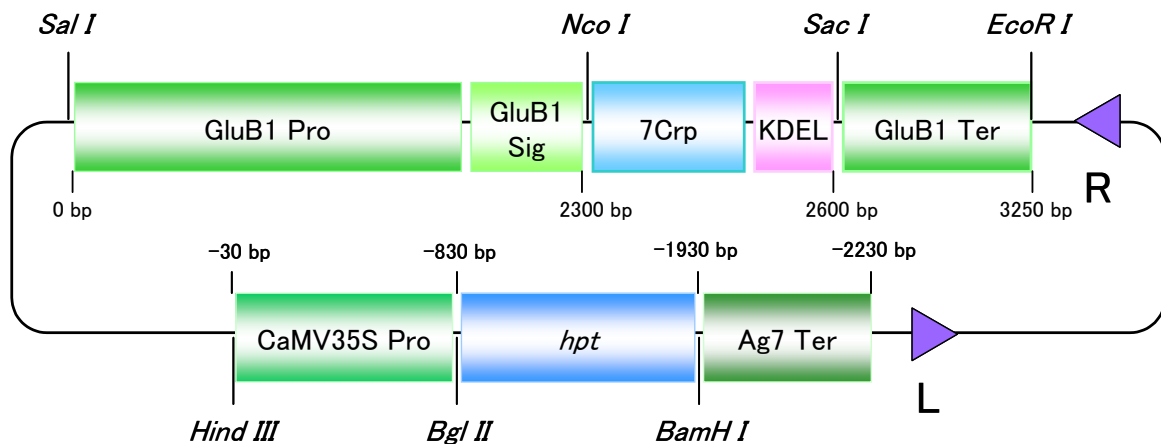 Sal I
Nco I
Sac I
EcoR I
GluB1 Pro
GluB1
Sig
7Crp
KDEL
GluB1 Ter
R
0 bp
2300 bp
2600 bp
3250 bp
−30 bp
−830 bp
−1930 bp
−2230 bp
CaMV35S Pro
hpt
Ag7 Ter
L
Hind III
Bgl II
BamH I